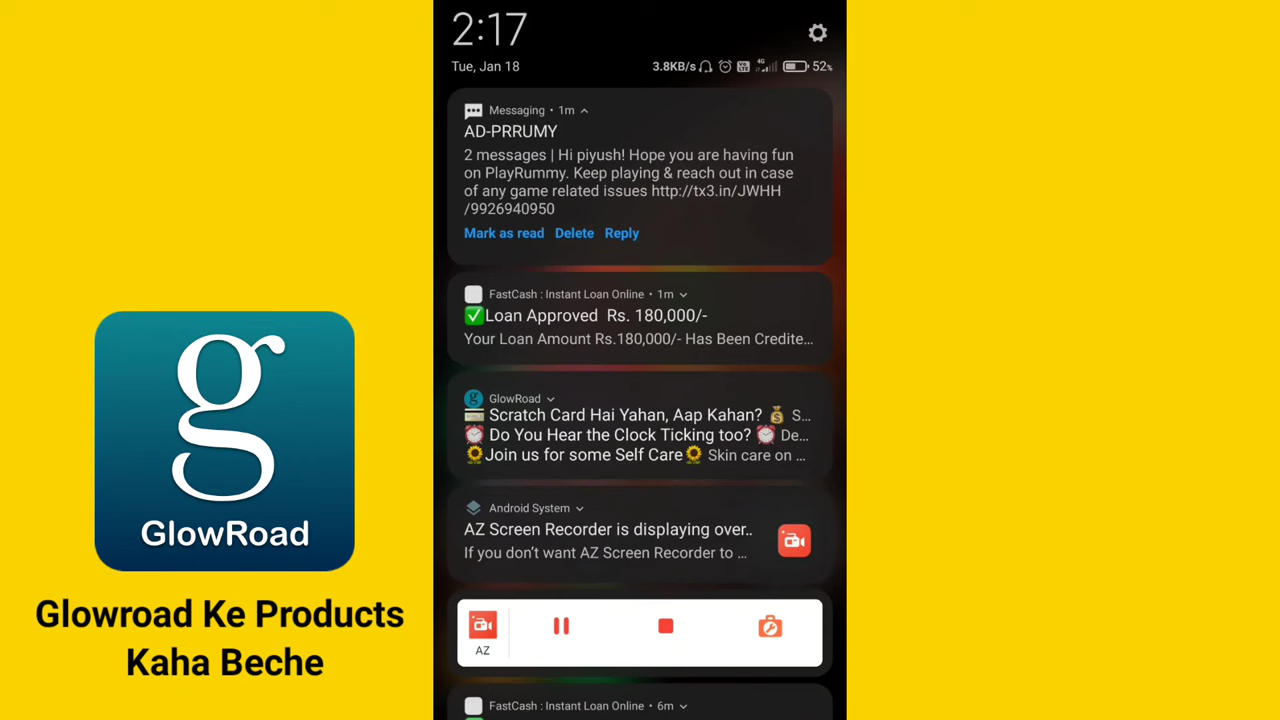 2:17
Tue, Jan 18
3.8KB/s 4G 52%
Messaging • 1m
AD-PRRUMY
2 messages | Hi piyush! Hope you are having fun
on PlayRummy. Keep playing & reach out in case
of any game related issues http://tx3.in/JWHH
/9926940950
Mark as read Delete Reply
FastCash : Instant Loan Online • 1m
✅Loan Approved Rs. 180,000/-
Your Loan Amount Rs.180,000/- Has Been Credite...
g GlowRoad
💳 Scratch Card Hai Yahan, Aap Kahan? 💰 S...
⏰ Do You Hear the Clock Ticking too? ⏰ De...
🌻Join us for some Self Care🌻 Skin care on ...
Android System
AZ Screen Recorder is displaying over..
If you don't want AZ Screen Recorder to ...
AZ
FastCash : Instant Loan Online • 6m
g
GlowRoad
Glowroad Ke Products
Kaha Beche